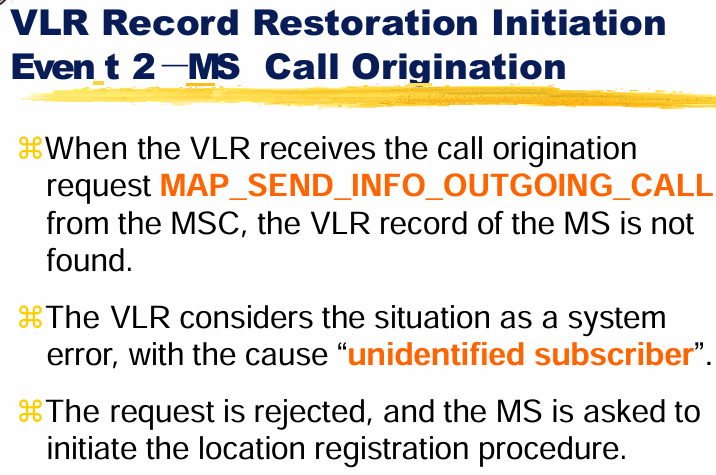 VLR Record Restoration Initiation
Even t 2 —MS Call Origination
⌘When the VLR receives the call origination
request MAP_SEND_INFO_OUTGOING_CALL
from the MSC, the VLR record of the MS is not
found.
⌘The VLR considers the situation as a system
error, with the cause “unidentified subscriber”.
⌘The request is rejected, and the MS is asked to
initiate the location registration procedure.